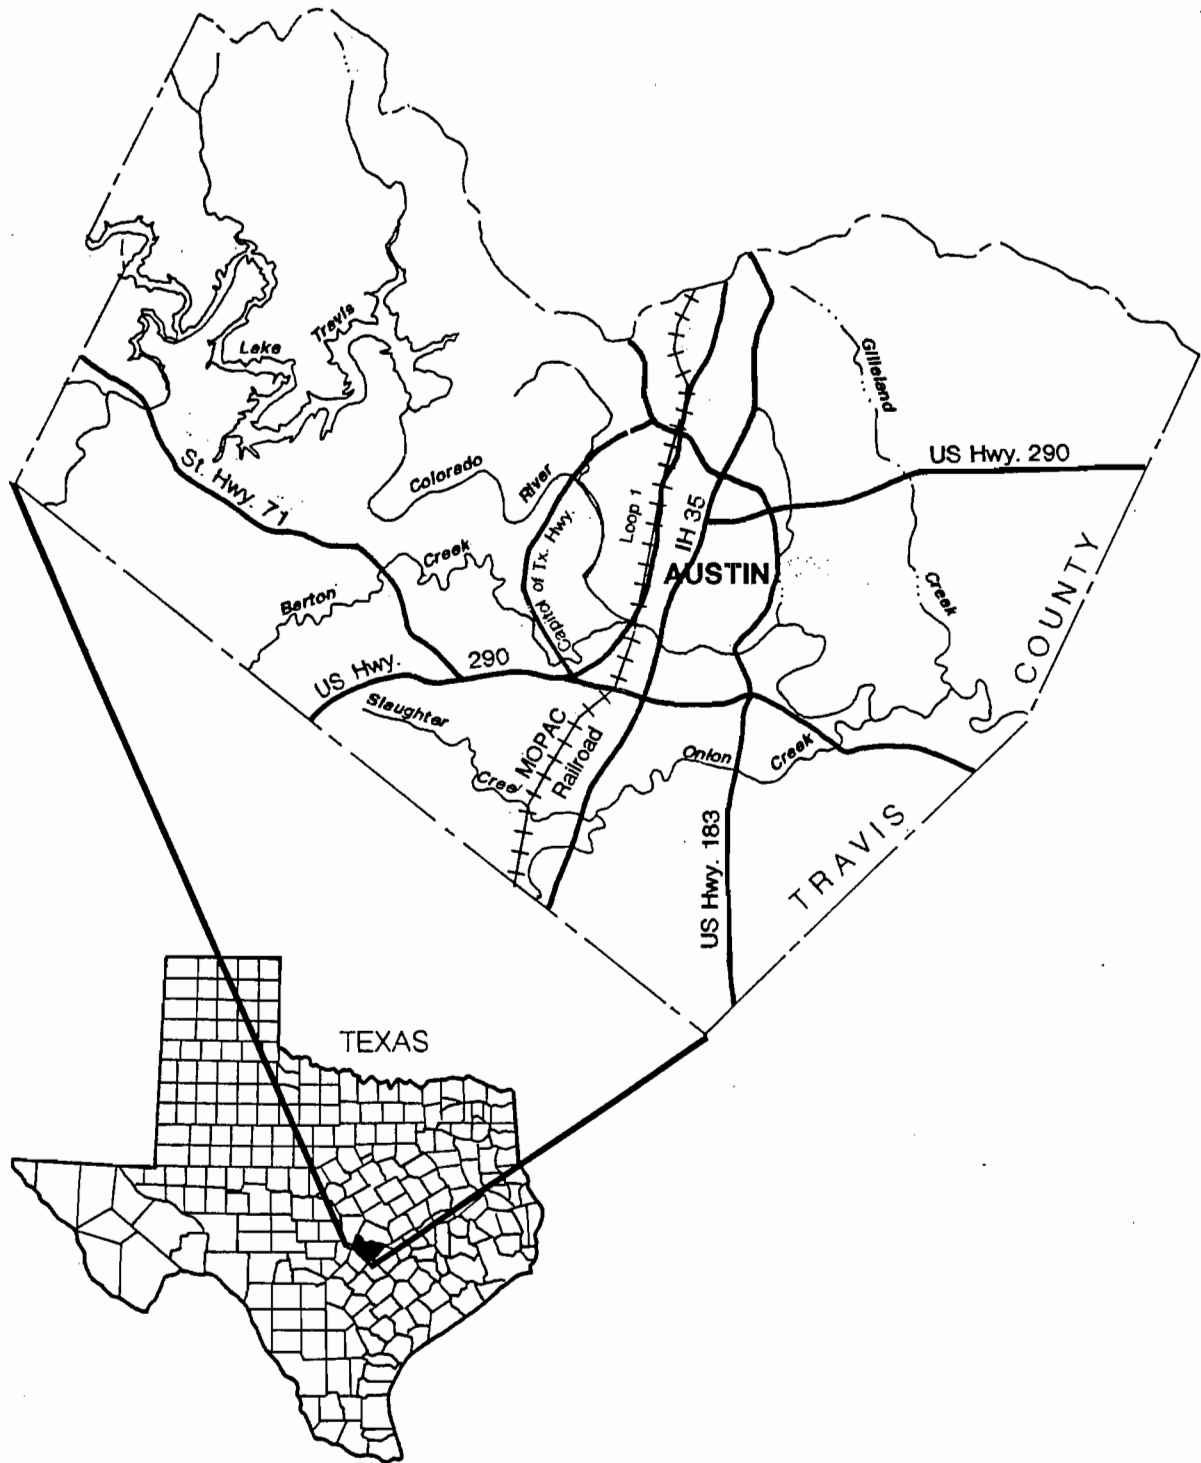 Gilleland
Travis
Lake
US Hwy. 290
St. Hwy. 71
Colorado
River
Loop 1
IH 35
Capitol of Tx. Hwy.
AUSTIN
Creek
Barton
Creek
COUNTY
US Hwy.
290
Slaughter
Creek
MOPAC
Railroad
Onion
Creek
US Hwy. 183
TRAVIS
TEXAS